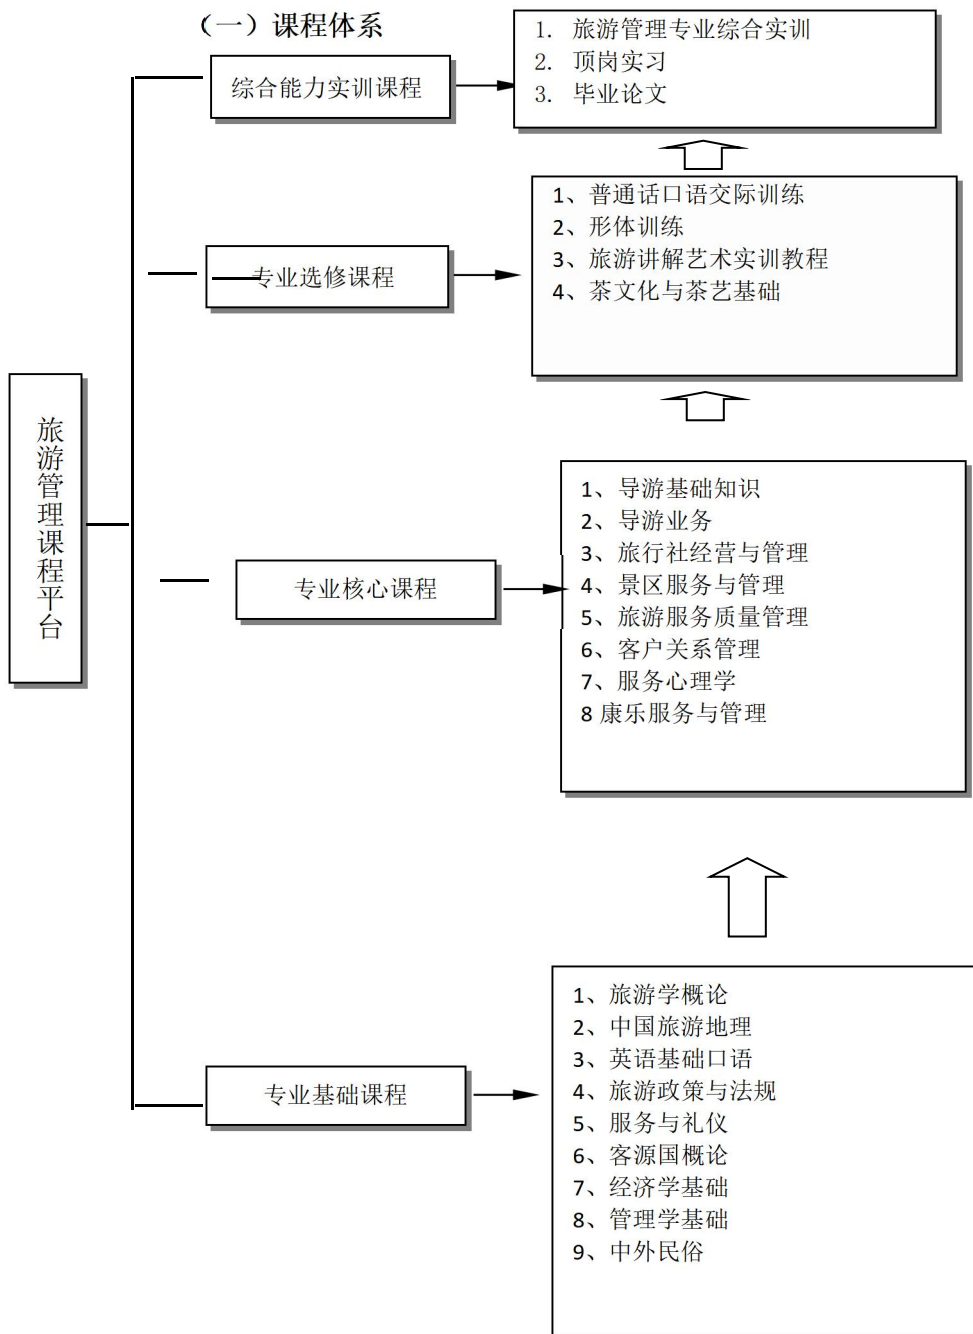 （一）课程体系
综合能力实训课程
1. 旅游管理专业综合实训
2. 顶岗实习
3. 毕业论文
专业选修课程
1、普通话口语交际训练
2、形体训练
3、旅游讲解艺术实训教程
4、茶文化与茶艺基础
旅游管理课程平台
专业核心课程
1、导游基础知识
2、导游业务
3、旅行社经营与管理
4、景区服务与管理
5、旅游服务质量管理
6、客户关系管理
7、服务心理学
8 康乐服务与管理
专业基础课程
1、旅游学概论
2、中国旅游地理
3、英语基础口语
4、旅游政策与法规
5、服务与礼仪
6、客源国概论
7、经济学基础
8、管理学基础
9、中外民俗